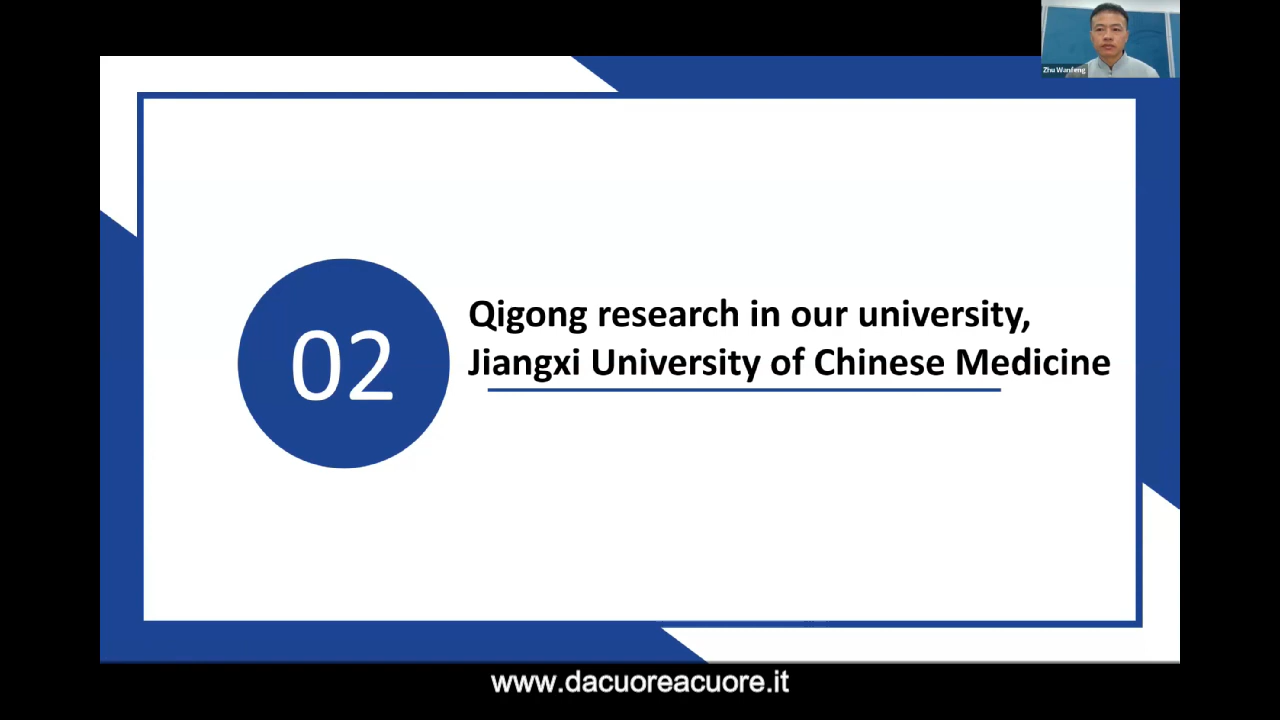 Zhu Wanfeng
02
Qigong research in our university,
Jiangxi University of Chinese Medicine
www.dacuoreacuore.it